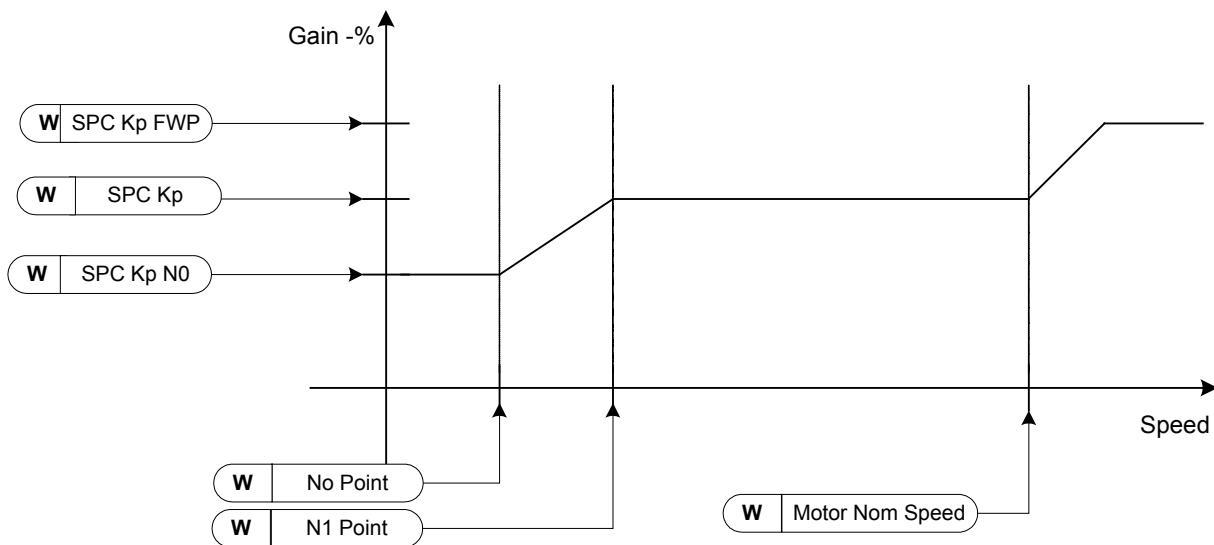 Gain -%
W SPC Kp FWP
W SPC Kp
W SPC Kp N0
Speed
W No Point
W N1 Point
W Motor Nom Speed